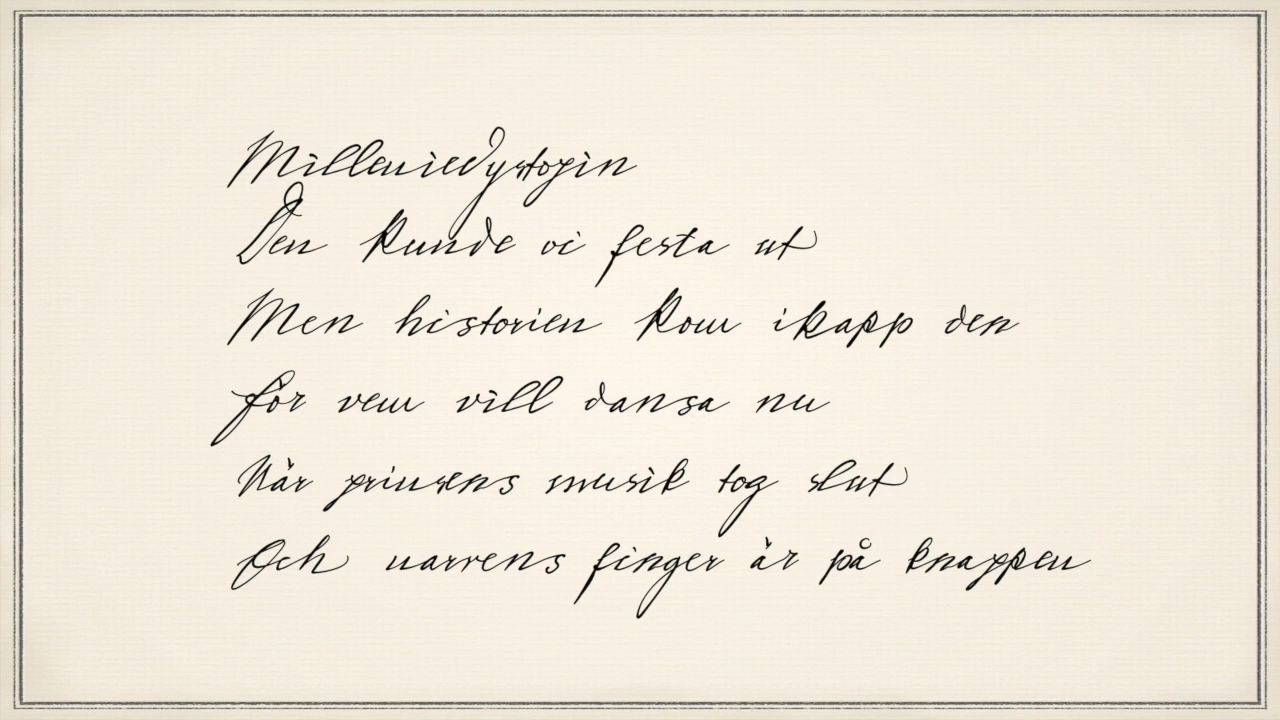 Milleniedystopin
Den kunde vi festa ut
Men historien kom ikapp den
för vem vill dansa nu
När prinsens musik tog slut
Och narrens finger är på knappen